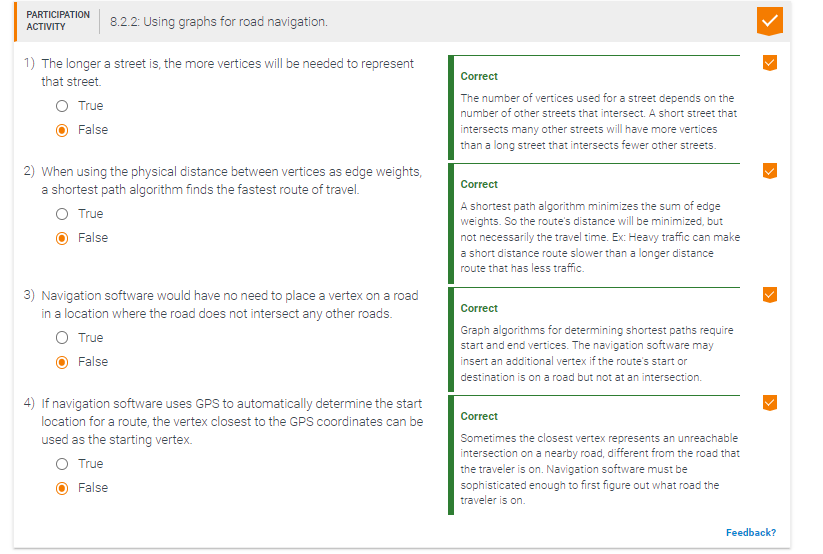 PARTICIPATION
ACTIVITY
8.2.2: Using graphs for road navigation.
1) The longer a street is, the more vertices will be needed to represent
that street.
True
False
Correct
The number of vertices used for a street depends on the
number of other streets that intersect. A short street that
intersects many other streets will have more vertices
than a long street that intersects fewer other streets.
2) When using the physical distance between vertices as edge weights,
a shortest path algorithm finds the fastest route of travel.
True
False
Correct
A shortest path algorithm minimizes the sum of edge
weights. So the route's distance will be minimized, but
not necessarily the travel time. Ex: Heavy traffic can make
a short distance route slower than a longer distance
route that has less traffic.
3) Navigation software would have no need to place a vertex on a road
in a location where the road does not intersect any other roads.
True
False
Correct
Graph algorithms for determining shortest paths require
start and end vertices. The navigation software may
insert an additional vertex if the route's start or
destination is on a road but not at an intersection.
4) If navigation software uses GPS to automatically determine the start
location for a route, the vertex closest to the GPS coordinates can be
used as the starting vertex.
True
False
Correct
Sometimes the closest vertex represents an unreachable
intersection on a nearby road, different from the road that
the traveler is on. Navigation software must be
sophisticated enough to first figure out what road the
traveler is on.
Feedback?